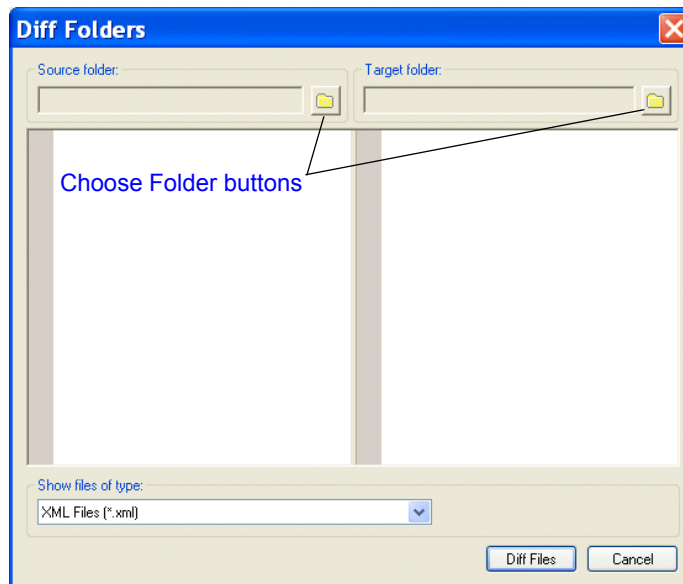 Diff Folders
Source folder:
Target folder:
Choose Folder buttons
Show files of type:
XML Files (*.xml)
Diff Files
Cancel